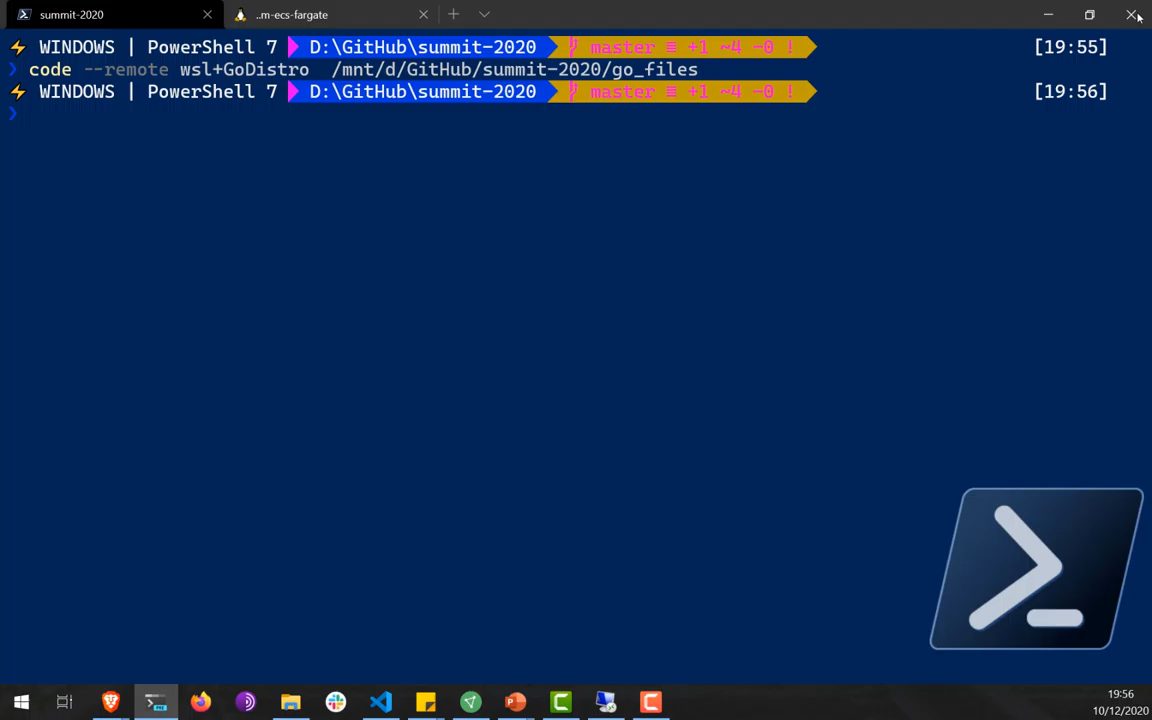 summit-2020
..m-ecs-fargate
WINDOWS | PowerShell 7 D:\GitHub\summit-2020 master ≡ +1 ~4 -0 ! [19:55]
❯ code --remote wsl+GoDistro  /mnt/d/GitHub/summit-2020/go_files
WINDOWS | PowerShell 7 D:\GitHub\summit-2020 master ≡ +1 ~4 -0 ! [19:56]
❯
19:56
10/12/2020